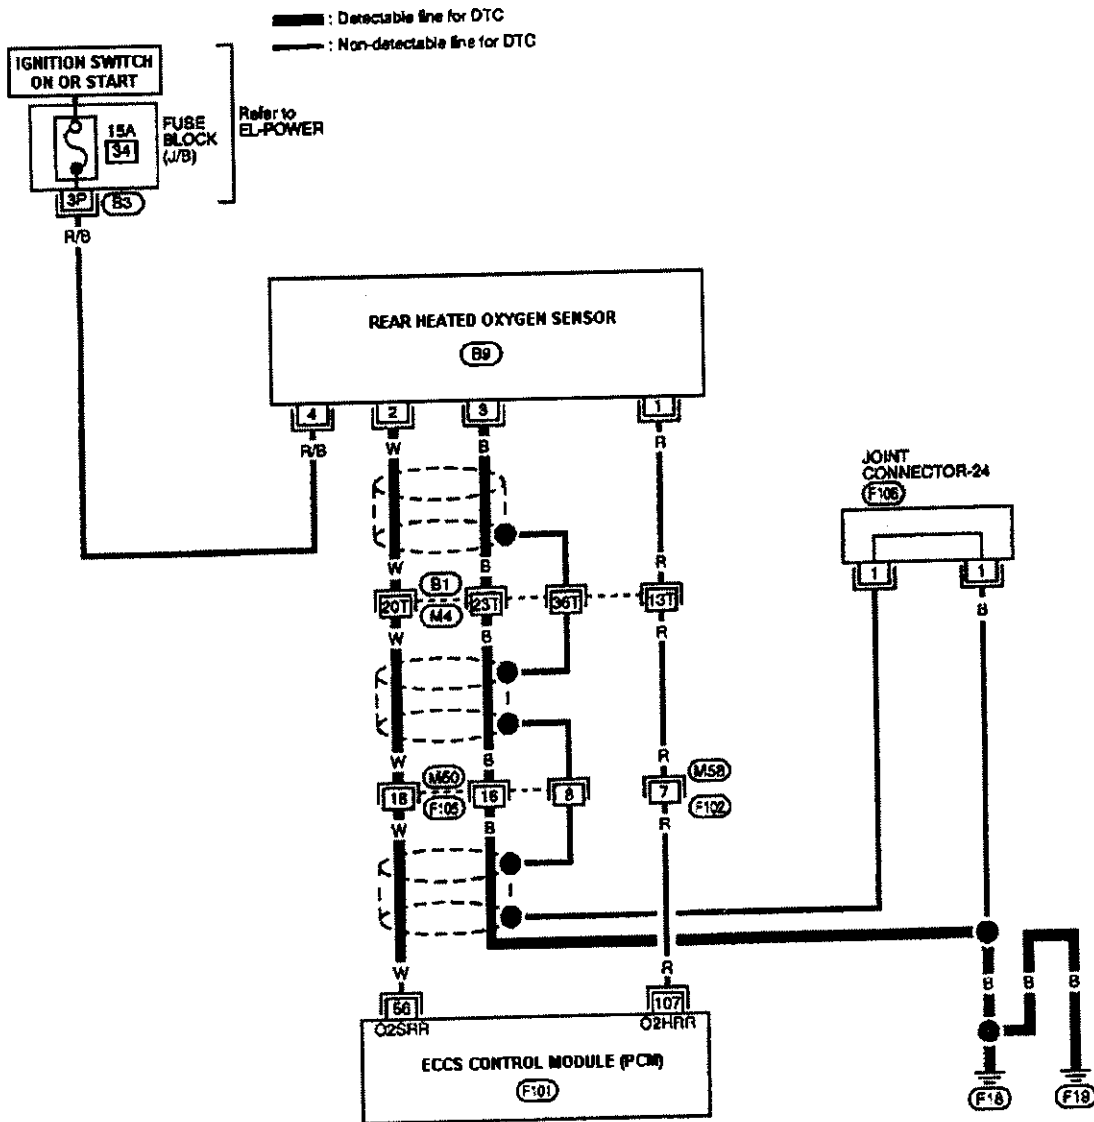 : Detectable line for DTC
: Non-detectable line for DTC
IGNITION SWITCH
ON OR START
15A
34
FUSE
BLOCK
(J/B)
Refer to
EL-POWER
3P
B3
R/B
REAR HEATED OXYGEN SENSOR
B9
4
2
3
1
R/B
W
B
R
JOINT
CONNECTOR-24
F106
1
1
B
W
B
R
B1
20T
23T
36T
13T
M4
W
B
R
W
B
R
M50
M58
18
16
8
7
F105
F102
W
B
R
W
R
B
B
B
56
107
O2SRR
O2HRR
ECCS CONTROL MODULE (PCM)
F101
F18
F19